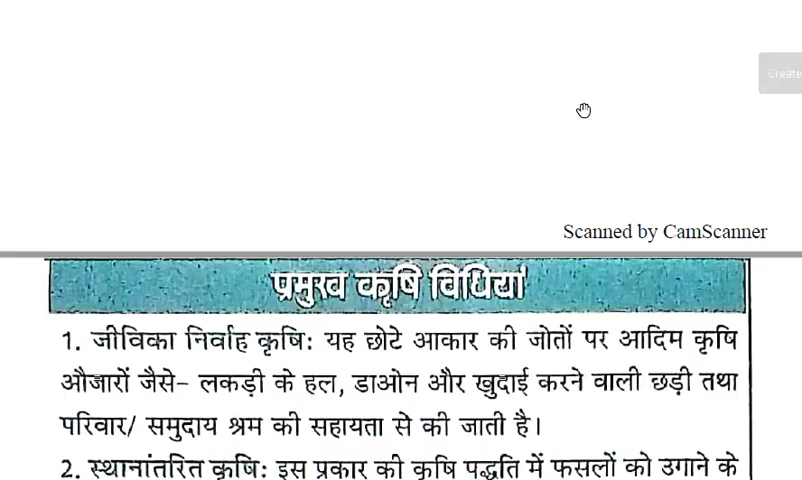 Create
Scanned by CamScanner
प्रमुख कृषि विधियां
1. जीविका निर्वाह कृषि: यह छोटे आकार की जोतों पर आदिम कृषि
औजारों जैसे- लकड़ी के हल, डाओन और खुदाई करने वाली छड़ी तथा
परिवार/ समुदाय श्रम की सहायता से की जाती है।
2. स्थानांतरित कृषि: इस प्रकार की कृषि पद्धति में फसलों को उगाने के